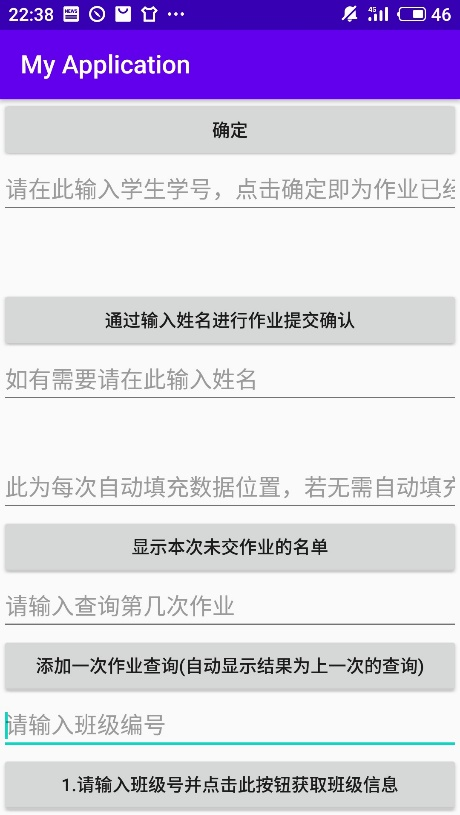 22:38 NEWS ··· 4G 46
My Application
确定
请在此输入学生学号，点击确定即为作业已
通过输入姓名进行作业提交确认
如有需要请在此输入姓名
此为每次自动填充数据位置，若无需自动填充
显示本次未交作业的名单
请输入查询第几次作业
添加一次作业查询(自动显示结果为上一次的查询)
请输入班级编号
1.请输入班级号并点击此按钮获取班级信息